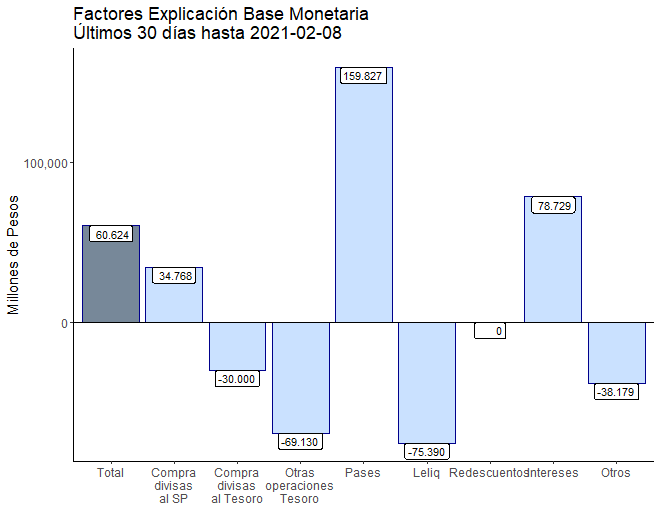 Factores Explicación Base Monetaria
Últimos 30 días hasta 2021-02-08
Millones de Pesos
100,000
0
60.624
34.768
-30.000
-69.130
159.827
-75.390
0
78.729
-38.179
Total
Compra
divisas
al SP
Compra
divisas
al Tesoro
Otras
operaciones
Tesoro
Pases
Leliq
Redescuentos
Intereses
Otros